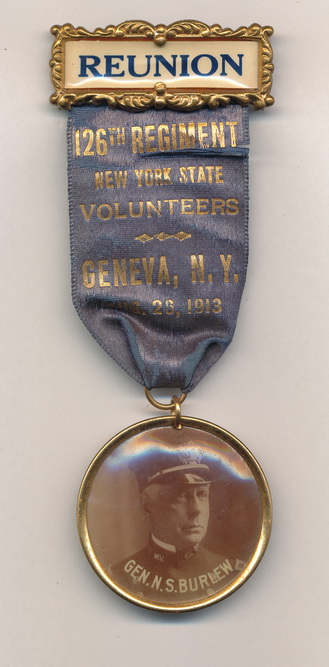 REUNION
126TH REGIMENT
NEW YORK STATE
VOLUNTEERS
GENEVA, N.Y.
28, 1913
GEN. N. S. BURLEW